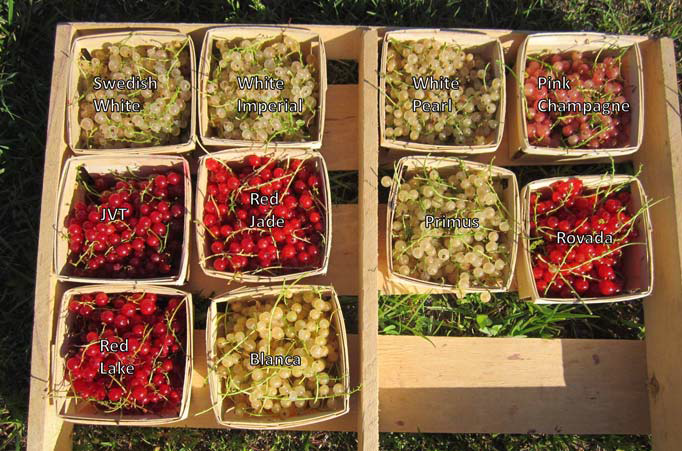 Swedish
White
White
Imperial
White
Pearl
Pink
Champagne
JVT
Red
Jade
Primus
Rovada
Red
Lake
Blanca